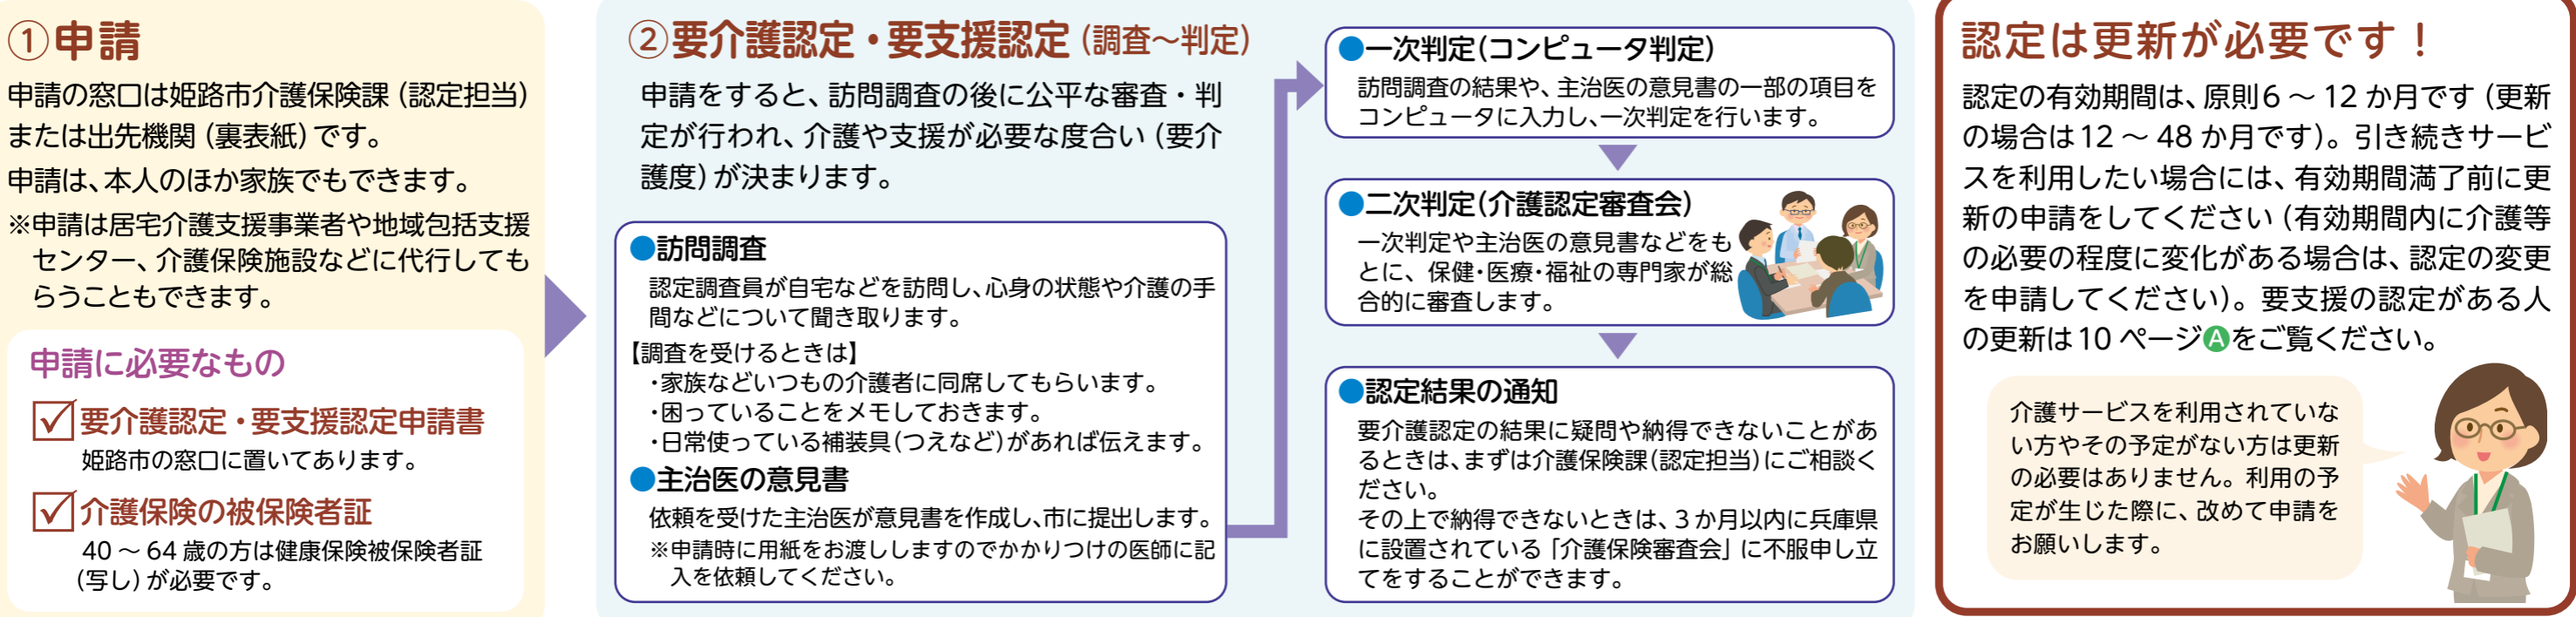 ①申請
申請の窓口は姫路市介護保険課（認定担当）
または出先機関（裏表紙）です。
申請は、本人のほか家族でもできます。
※申請は居宅介護支援事業者や地域包括支援
センター、介護保険施設などに代行しても
らうこともできます。
申請に必要なもの
要介護認定・要支援認定申請書
姫路市の窓口に置いてあります。
介護保険の被保険者証
40～64歳の方は健康保険被保険者証
（写し）が必要です。
②要介護認定・要支援認定（調査～判定）
申請をすると、訪問調査の後に公平な審査・判
定が行われ、介護や支援が必要な度合い（要介
護度）が決まります。
●訪問調査
認定調査員が自宅などを訪問し、心身の状態や介護の手
間などについて聞き取ります。
【調査を受けるときは】
・家族などいつもの介護者に同席してもらいます。
・困っていることをメモしておきます。
・日常使っている補装具（つえなど）があれば伝えます。
●主治医の意見書
依頼を受けた主治医が意見書を作成し、市に提出します。
※申請時に用紙をお渡ししますのでかかりつけの医師に記
入を依頼してください。
●一次判定（コンピュータ判定）
訪問調査の結果や、主治医の意見書の一部の項目を
コンピュータに入力し、一次判定を行います。
●二次判定（介護認定審査会）
一次判定や主治医の意見書などをも
とに、保健・医療・福祉の専門家が総
合的に審査します。
●認定結果の通知
要介護認定の結果に疑問や納得できないことがあ
るときは、まずは介護保険課（認定担当）にご相談く
ださい。
その上で納得できないときは、3か月以内に兵庫県
に設置されている「介護保険審査会」に不服申し立
てをすることができます。
認定は更新が必要です！
認定の有効期間は、原則6～12か月です（更新
の場合は12～48か月です）。引き続きサービ
スを利用したい場合には、有効期間満了前に更
新の申請をしてください（有効期間内に介護等
の必要の程度に変化がある場合は、認定の変更
を申請してください）。要支援の認定がある人
の更新は10ページAをご覧ください。
介護サービスを利用されていな
い方やその予定がない方は更新
の必要はありません。利用の予
定が生じた際に、改めて申請を
お願いします。